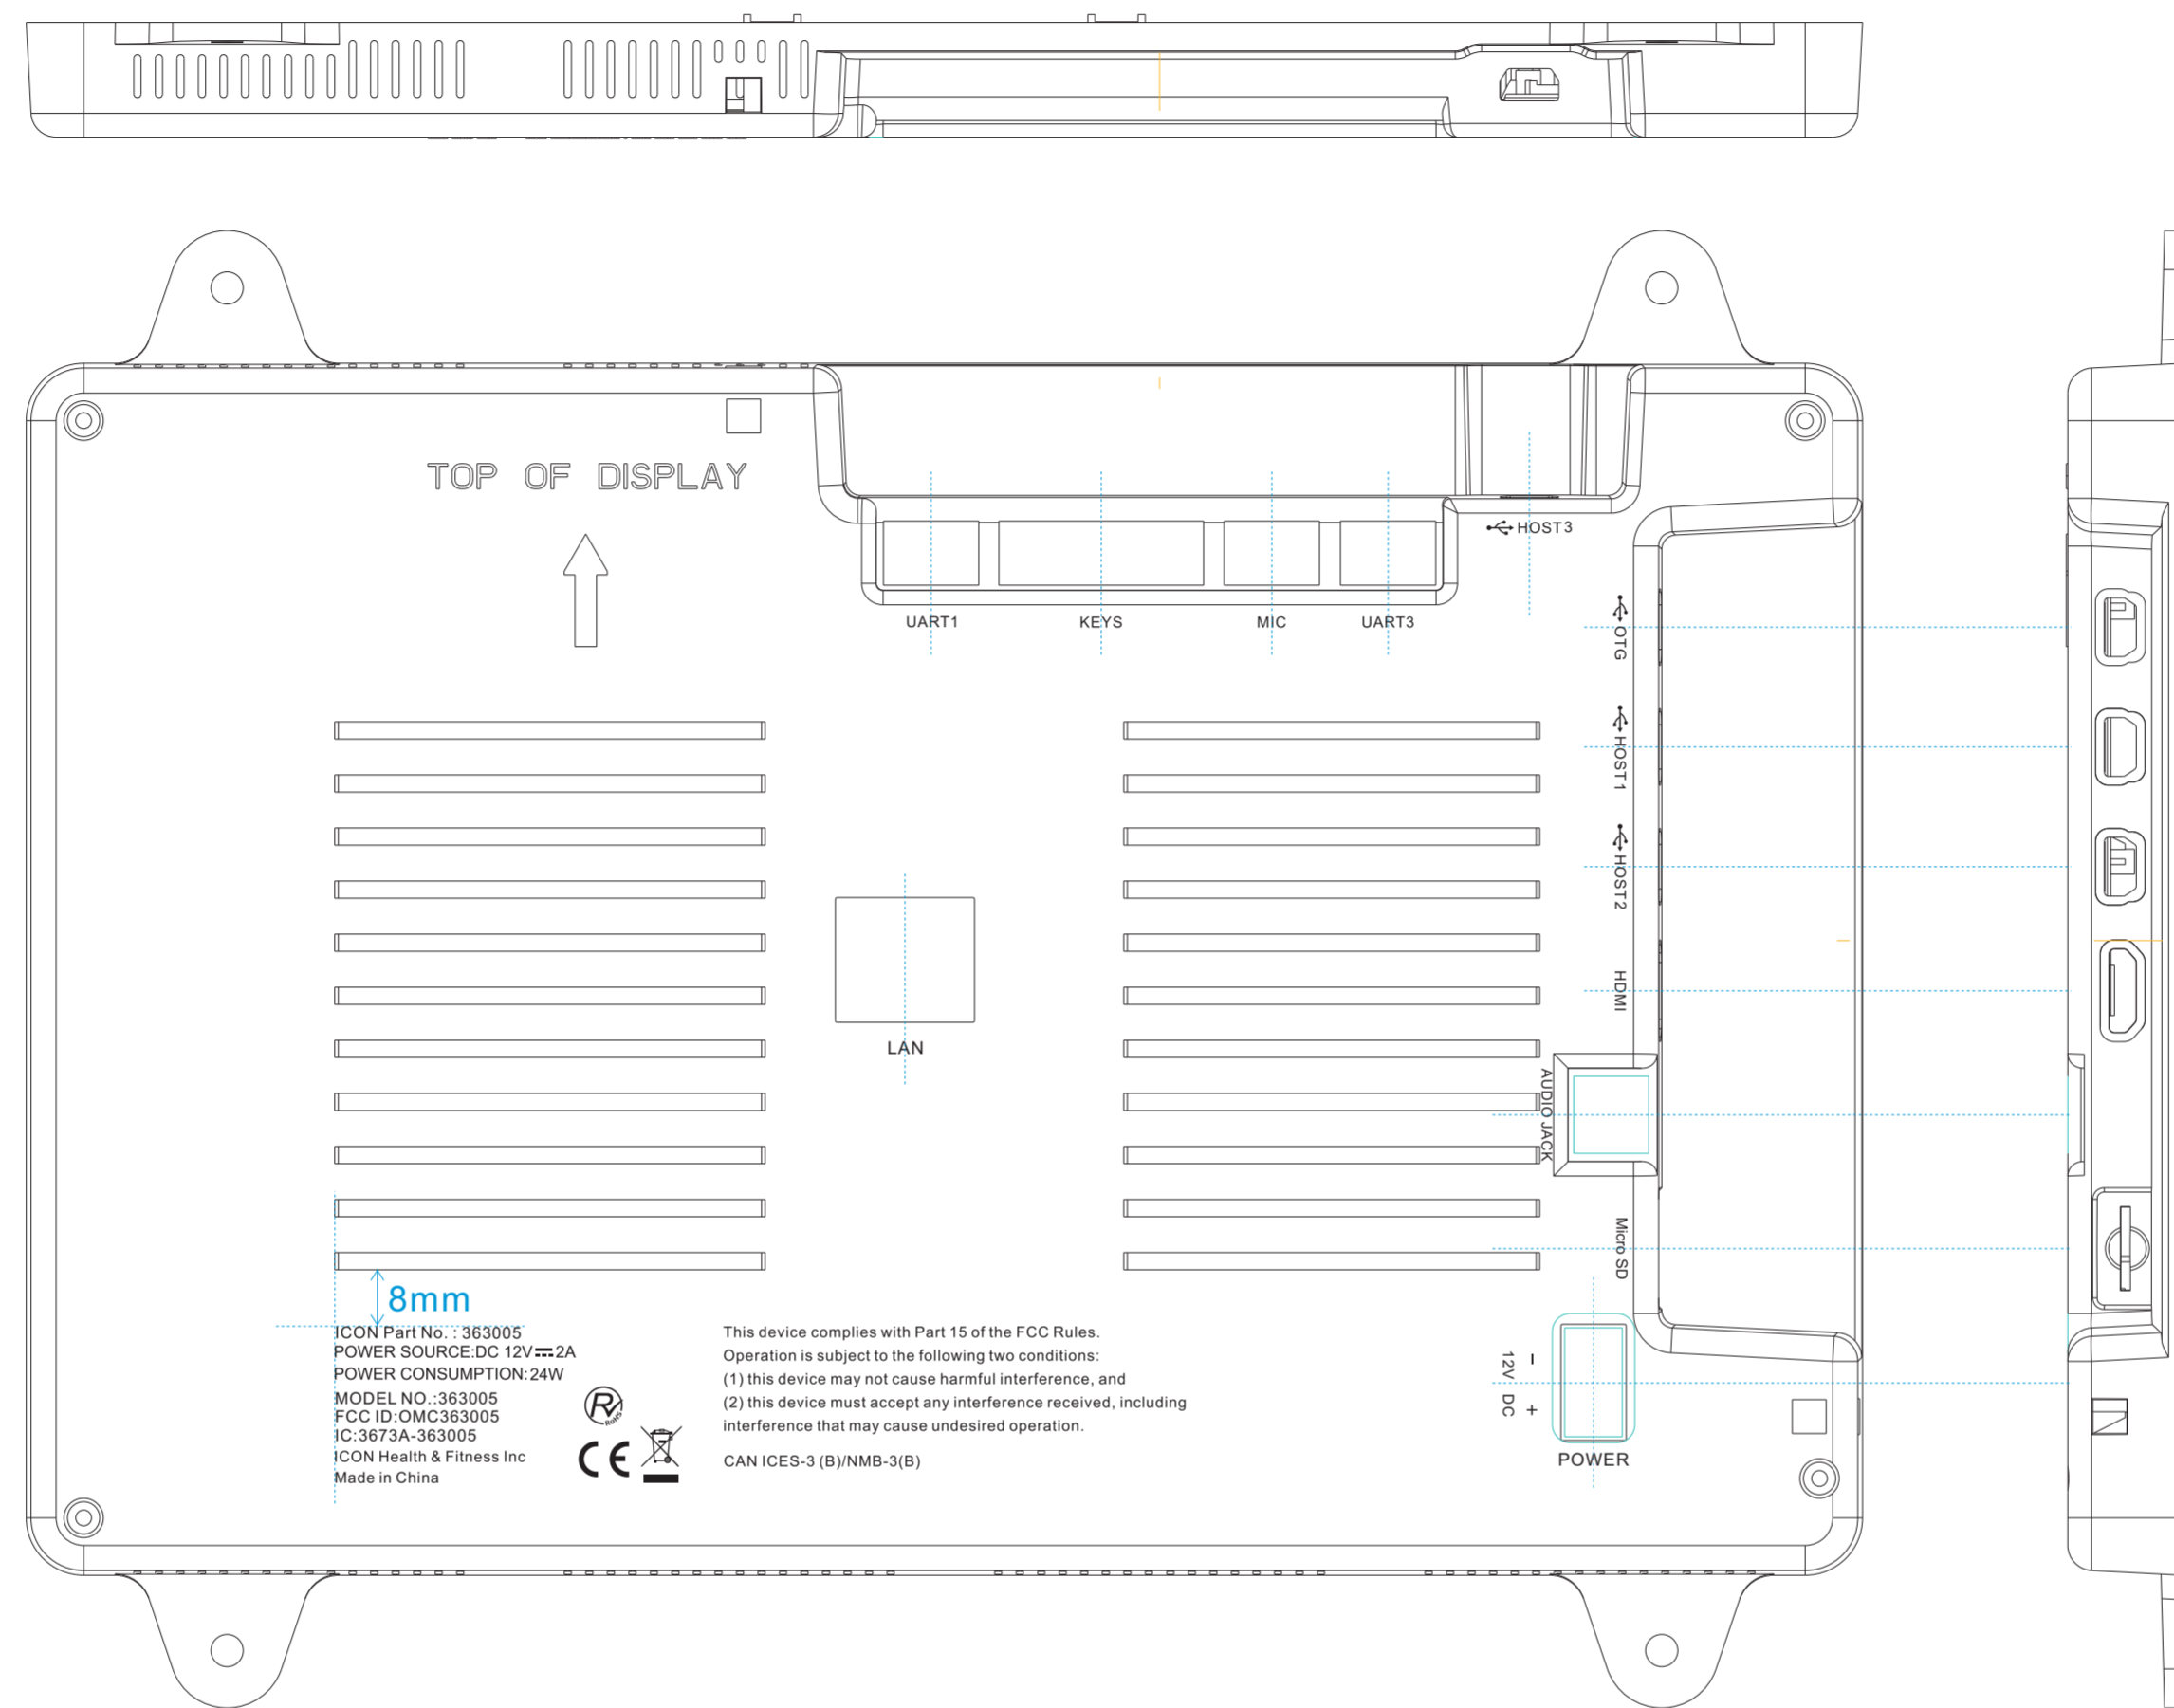 TOP OF DISPLAY
HOST3
UART1 KEYS MIC UART3
OTG
HOST1
HOST2
HDMI
LAN
AUDIO JACK
Micro SD
8mm
ICON Part No. : 363005
POWER SOURCE:DC 12V⎓2A
POWER CONSUMPTION:24W
MODEL NO.:363005
FCC ID:OMC363005
IC:3673A-363005
ICON Health & Fitness Inc
Made in China
R
RoHS
CE
This device complies with Part 15 of the FCC Rules.
Operation is subject to the following two conditions:
(1) this device may not cause harmful interference, and
(2) this device must accept any interference received, including
interference that may cause undesired operation.
CAN ICES-3 (B)/NMB-3(B)
12V DC
− +
POWER